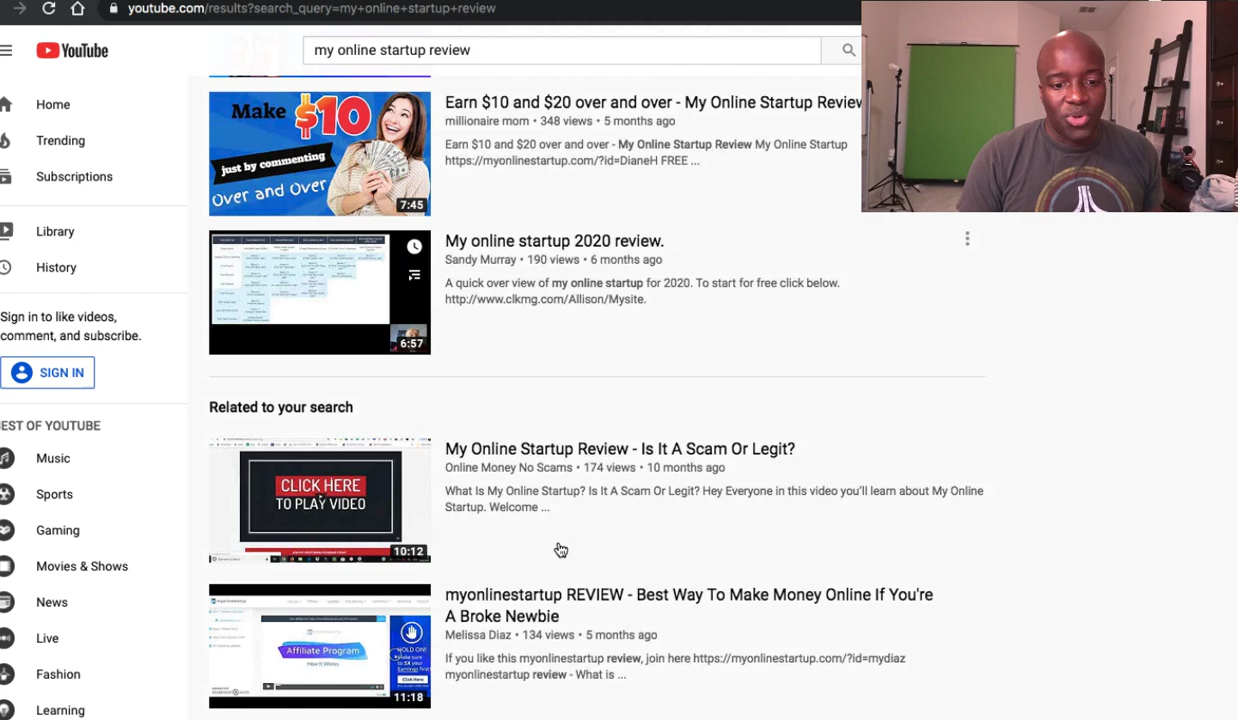 youtube.com/results?search_query=my+online+startup+review
YouTube
my online startup review
Home
Trending
Subscriptions
Library
History
Sign in to like videos,
comment, and subscribe.
SIGN IN
EST OF YOUTUBE
Music
Sports
Gaming
Movies & Shows
News
Live
Fashion
Learning
Make $10
just by commenting
Over and Over
7:45
Earn $10 and $20 over and over - My Online Startup Review
millionaire mom • 348 views • 5 months ago
Earn $10 and $20 over and over - My Online Startup Review My Online Startup
https://myonlinestartup.com/?id=DianeH FREE ...
6:57
My online startup 2020 review.
Sandy Murray • 190 views • 6 months ago
A quick over view of my online startup for 2020. To start for free click below.
http://www.clkmg.com/Allison/Mysite.
Related to your search
CLICK HERE
TO PLAY VIDEO
10:12
My Online Startup Review - Is It A Scam Or Legit?
Online Money No Scams • 174 views • 10 months ago
What Is My Online Startup? Is It A Scam Or Legit? Hey Everyone in this video you'll learn about My Online
Startup. Welcome ...
Affiliate Program
How It Works
HOLD ON!
Click Here
11:18
myonlinestartup REVIEW - Best Way To Make Money Online If You're
A Broke Newbie
Melissa Diaz • 134 views • 5 months ago
If you like this myonlinestartup review, join here https://myonlinestartup.com/?id=mydiaz
myonlinestartup review - What is ...